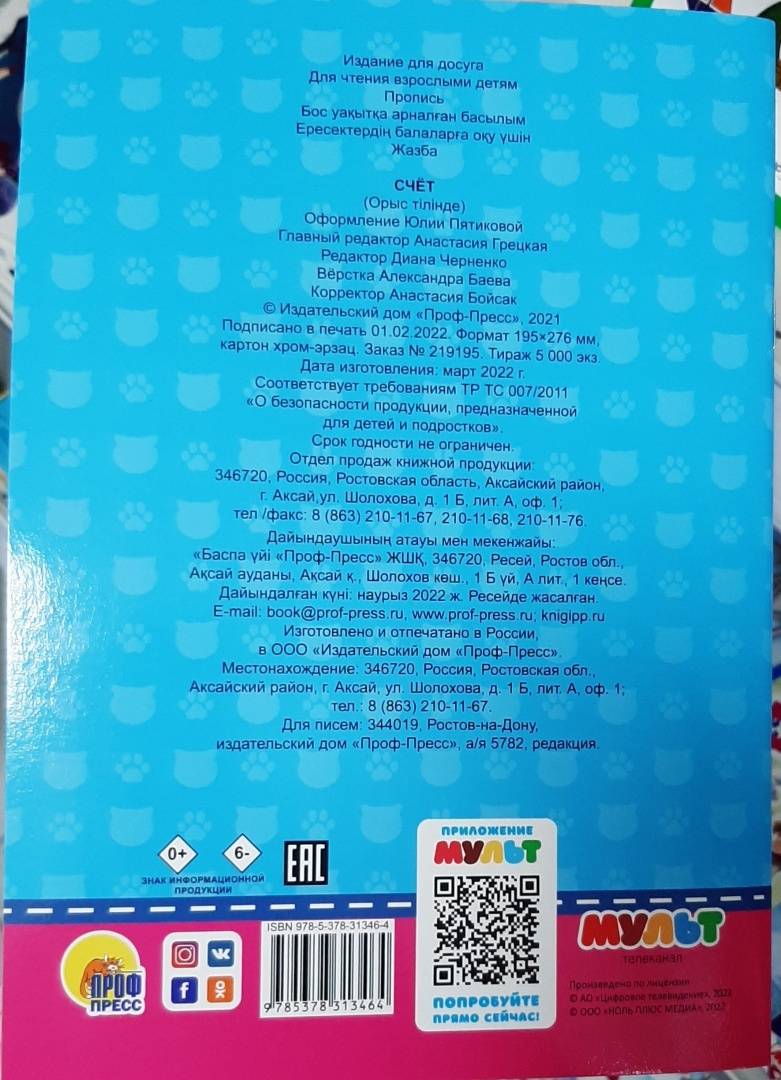 Издание для досуга
Для чтения взрослыми детям
Пропись
Бос уақытқа арналған басылым
Ересектердің балаларға оқу үшін
Жазба
СЧЁТ
(Орыс тілінде)
Оформление Юлии Пятиковой
Главный редактор Анастасия Грецкая
Редактор Диана Черненко
Вёрстка Александра Баева
Корректор Анастасия Бойсак
© Издательский дом «Проф-Пресс», 2021
Подписано в печать 01.02.2022. Формат 195×276 мм,
картон хром-эрзац. Заказ № 219195. Тираж 5 000 экз.
Дата изготовления: март 2022 г.
Соответствует требованиям ТР ТС 007/2011
«О безопасности продукции, предназначенной
для детей и подростков».
Срок годности не ограничен.
Отдел продаж книжной продукции:
346720, Россия, Ростовская область, Аксайский район,
г. Аксай,ул. Шолохова, д. 1 Б, лит. А, оф. 1;
тел /факс: 8 (863) 210-11-67, 210-11-68, 210-11-76.
Дайындаушының атауы мен мекенжайы:
«Баспа үйі «Проф-Пресс» ЖШҚ, 346720, Ресей, Ростов обл.,
Ақсай ауданы, Ақсай қ., Шолохов көш., 1 Б үй, А лит., 1 кеңсе.
Дайындалған күні: наурыз 2022 ж. Ресейде жасалған.
E-mail: book@prof-press.ru, www.prof-press.ru; knigipp.ru
Изготовлено и отпечатано в России,
в ООО «Издательский дом «Проф-Пресс».
Местонахождение: 346720, Россия, Ростовская обл.,
Аксайский район, г. Аксай, ул. Шолохова, д. 1 Б, лит. А, оф. 1;
тел.: 8 (863) 210-11-67.
Для писем: 344019, Ростов-на-Дону,
издательский дом «Проф-Пресс», а/я 5782, редакция.
0+ 6- ЕАС
ЗНАК ИНФОРМАЦИОННОЙ
ПРОДУКЦИИ
ПРИЛОЖЕНИЕ
МУЛЬТ
ПОПРОБУЙТЕ
ПРЯМО СЕЙЧАС!
ISBN 978-5-378-31346-4
9 785378 313464
ПРОФ
ПРЕСС
МУЛЬТ
телеканал
Произведено по лицензии
© АО «Цифровое телевидение», 2022
© ООО «НОЛЬ ПЛЮС МЕДИА», 2022